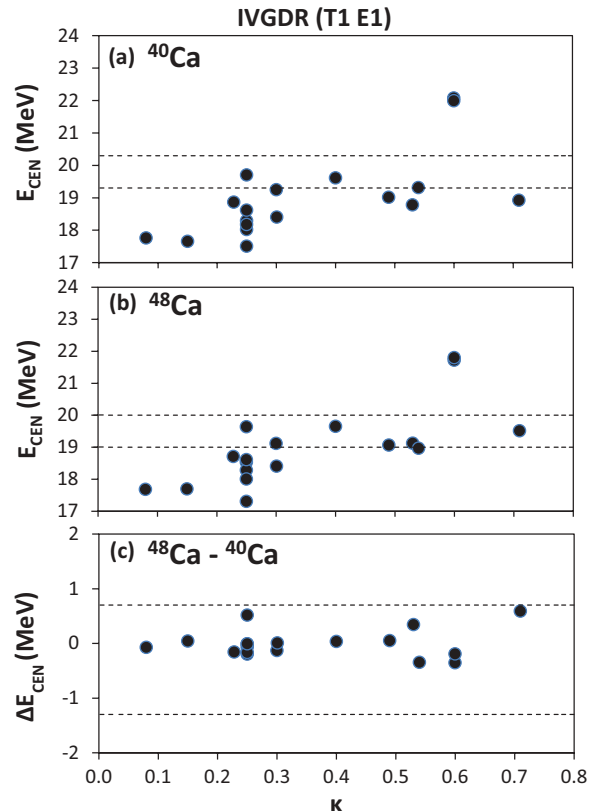 IVGDR (T1 E1)
(a) ⁴⁰Ca
E_CEN (MeV)
24
23
22
21
20
19
18
17
(b) ⁴⁸Ca
E_CEN (MeV)
24
23
22
21
20
19
18
17
(c) ⁴⁸Ca - ⁴⁰Ca
ΔE_CEN (MeV)
2
1
0
-1
-2
0.0 0.1 0.2 0.3 0.4 0.5 0.6 0.7 0.8
κ